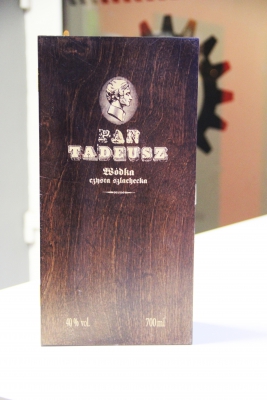 PAN
TADEUSZ
Wódka
czysta szlachecka
40% vol.
700 ml